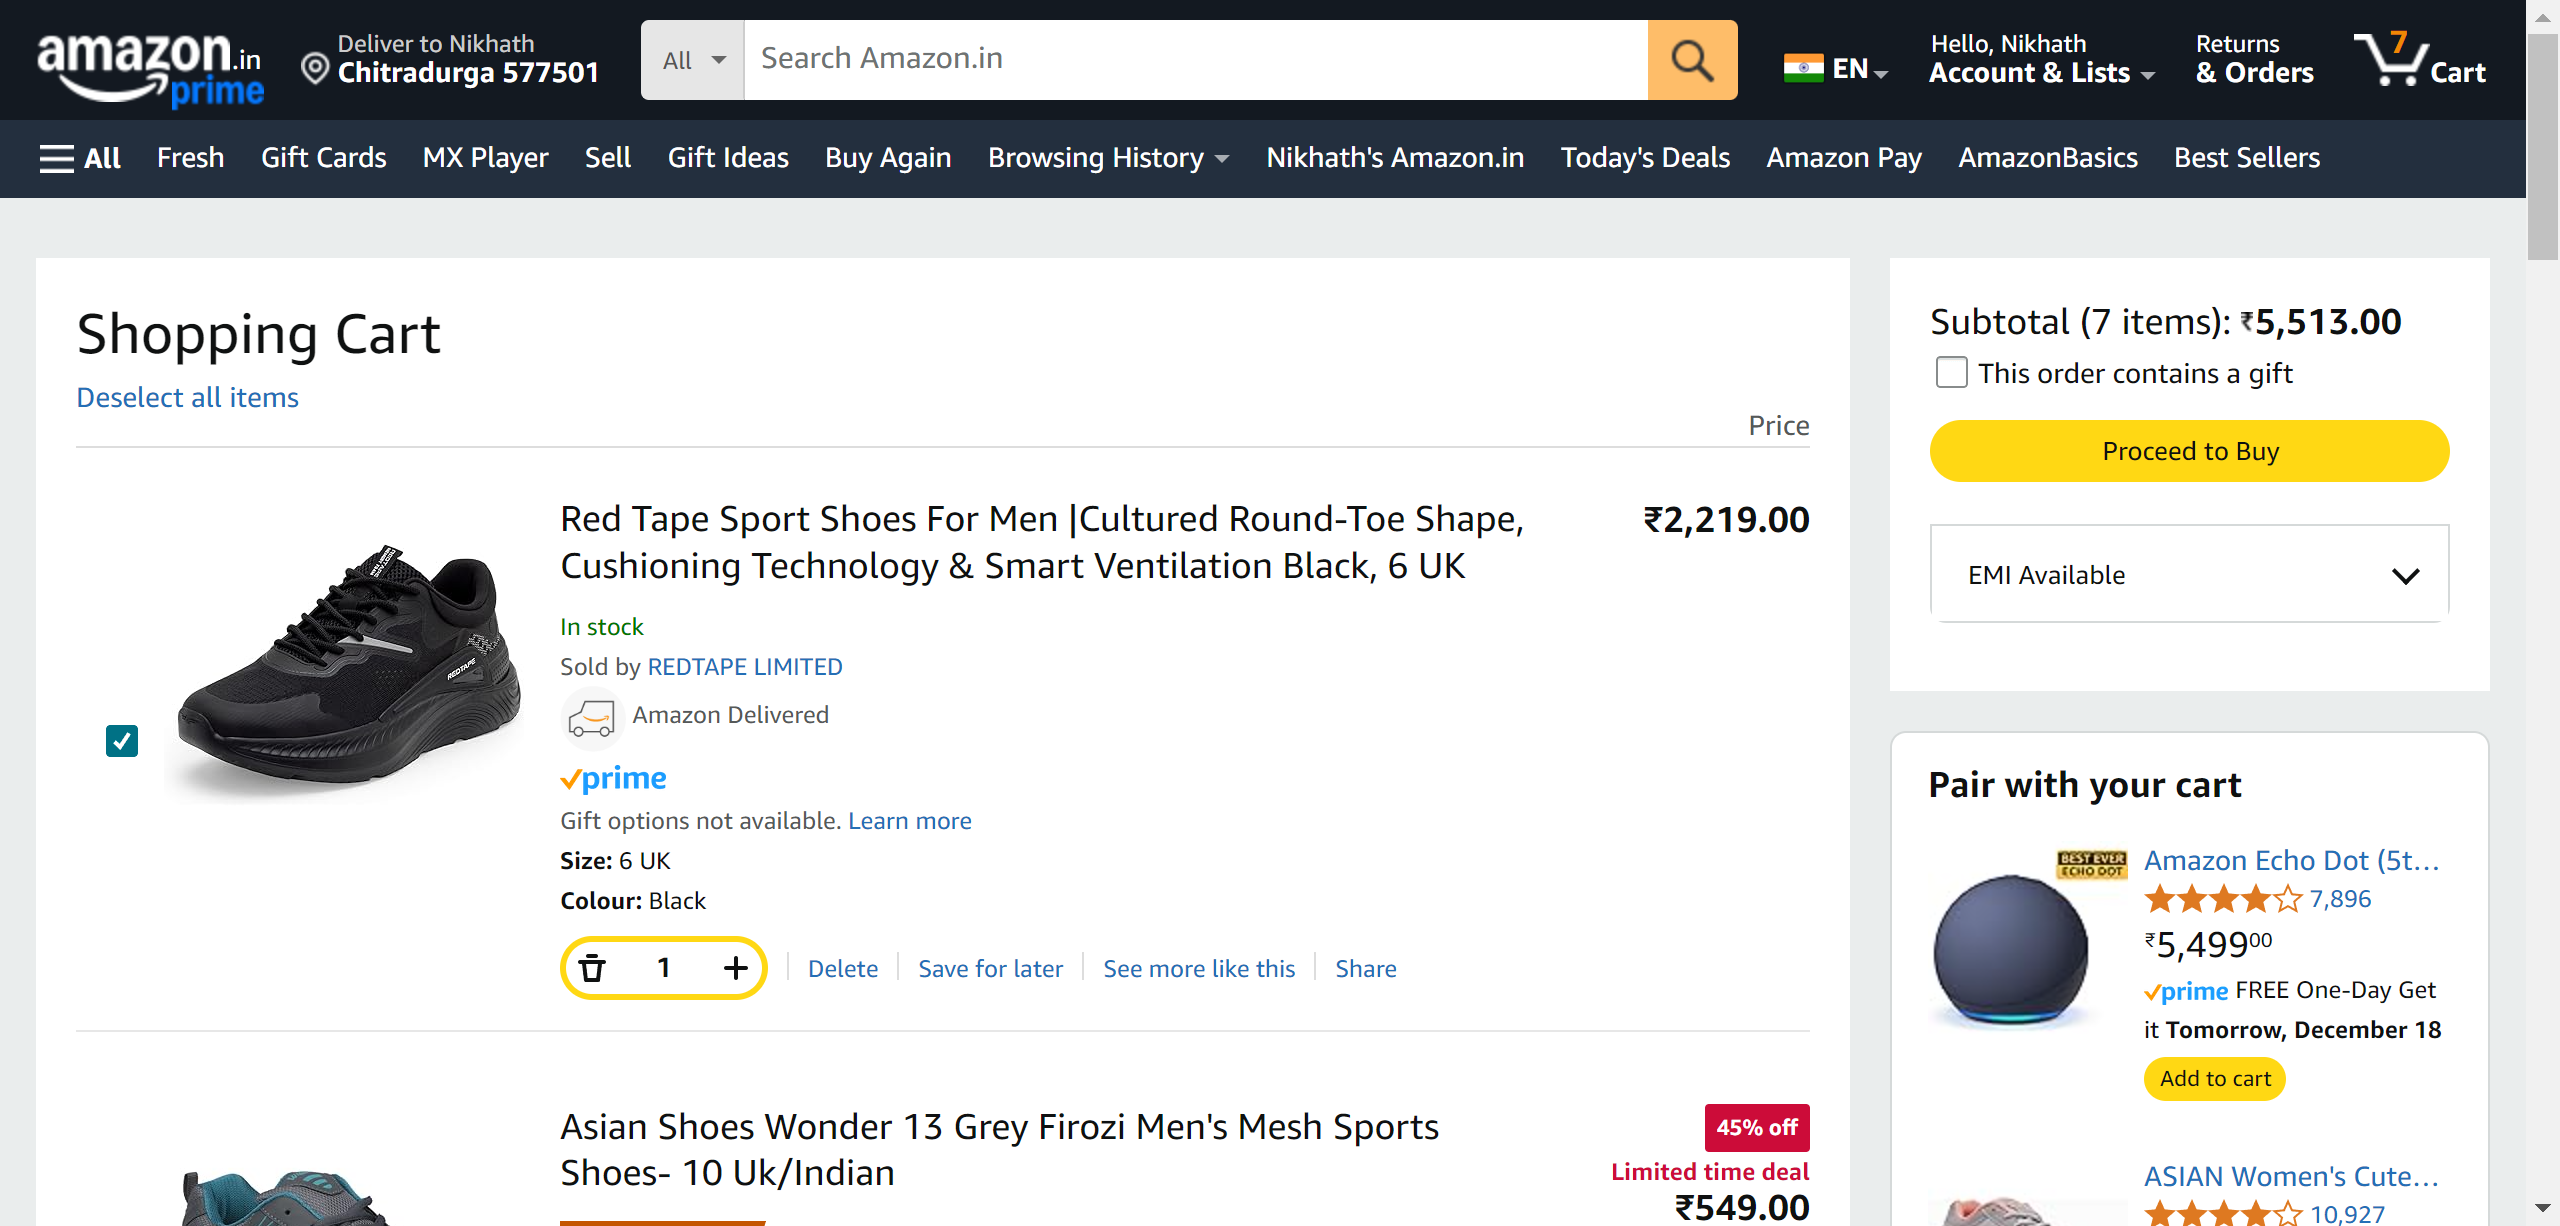 amazon.in
prime
Deliver to Nikhath
Chitradurga 577501
All
Search Amazon.in
EN
Hello, Nikhath
Account & Lists
Returns
& Orders
7
Cart
All
Fresh
Gift Cards
MX Player
Sell
Gift Ideas
Buy Again
Browsing History
Nikhath's Amazon.in
Today's Deals
Amazon Pay
AmazonBasics
Best Sellers
Shopping Cart
Deselect all items
Price
Red Tape Sport Shoes For Men |Cultured Round-Toe Shape,
Cushioning Technology & Smart Ventilation Black, 6 UK
₹2,219.00
In stock
Sold by REDTAPE LIMITED
Amazon Delivered
prime
Gift options not available. Learn more
Size: 6 UK
Colour: Black
1
Delete
Save for later
See more like this
Share
REDTAPE
Asian Shoes Wonder 13 Grey Firozi Men's Mesh Sports
Shoes- 10 Uk/Indian
45% off
Limited time deal
₹549.00
Subtotal (7 items): ₹5,513.00
This order contains a gift
Proceed to Buy
EMI Available
Pair with your cart
BEST EVER
ECHO DOT
Amazon Echo Dot (5t...
7,896
₹5,49900
prime FREE One-Day Get
it Tomorrow, December 18
Add to cart
ASIAN Women's Cute...
10,927